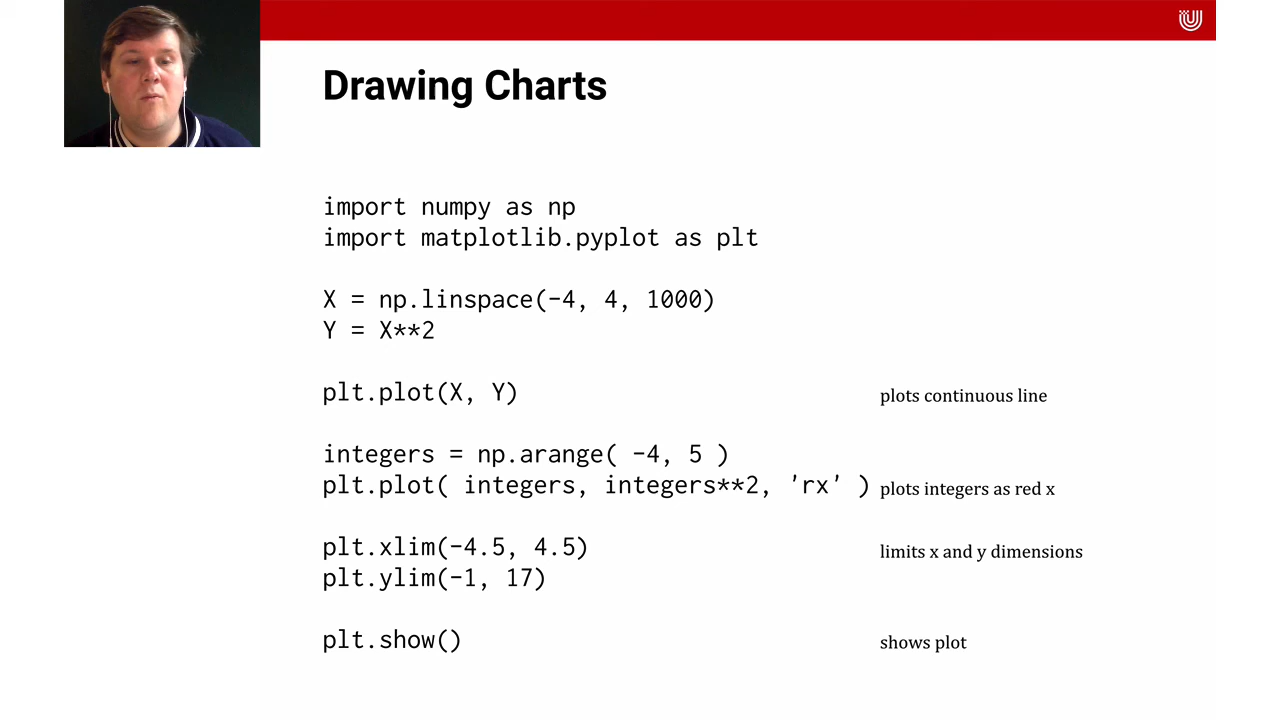 Drawing Charts
import numpy as np
import matplotlib.pyplot as plt
X = np.linspace(-4, 4, 1000)
Y = X**2
plt.plot(X, Y) plots continuous line
integers = np.arange( -4, 5 )
plt.plot( integers, integers**2, 'rx' ) plots integers as red x
plt.xlim(-4.5, 4.5) limits x and y dimensions
plt.ylim(-1, 17)
plt.show() shows plot